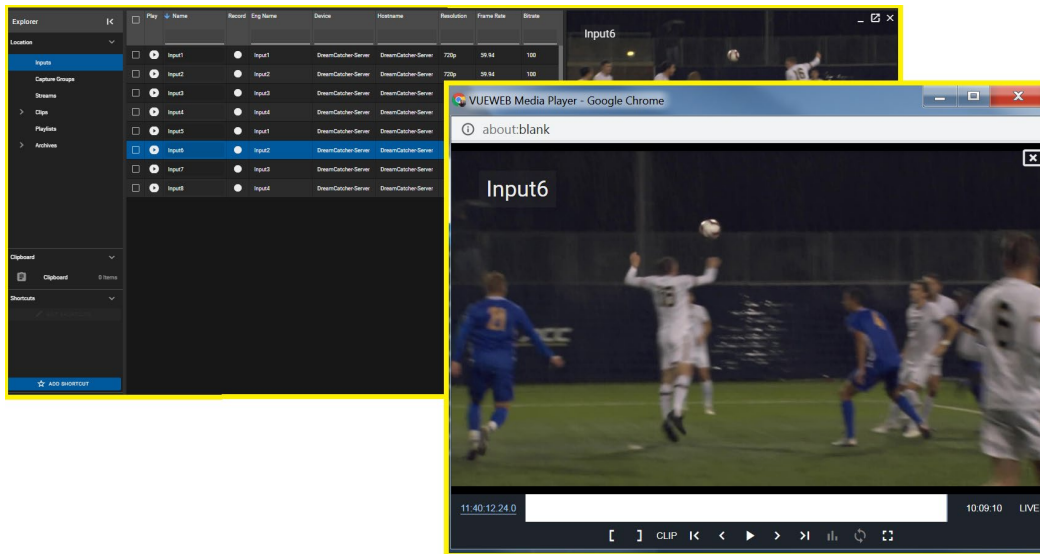 Explorer
Location
Inputs
Capture Groups
Streams
Clips
Playlists
Archives
Clipboard
Clipboard 0 Items
Shortcuts
ADD SHORTCUT
Play Name Record Eng Name Device Hostname Resolution Frame Rate Bitrate
Input1 Input1 DreamCatcher-Server DreamCatcher-Server 720p 59.94 100
Input2 Input2 DreamCatcher-Server DreamCatcher-Server 720p 59.94 100
Input3 Input3 DreamCatcher-Server DreamCatcher-Server
Input4 Input4 DreamCatcher-Server DreamCatcher-Server
Input5 Input1 DreamCatcher-Server DreamCatcher-Server
Input6 Input2 DreamCatcher-Server DreamCatcher-Server
Input7 Input3 DreamCatcher-Server DreamCatcher-Server
Input8 Input4 DreamCatcher-Server DreamCatcher-Server
Input6
VUEWEB Media Player - Google Chrome
about:blank
Input6
16
6
11:40:12.24.0 10:09:10 LIVE
[ ] CLIP